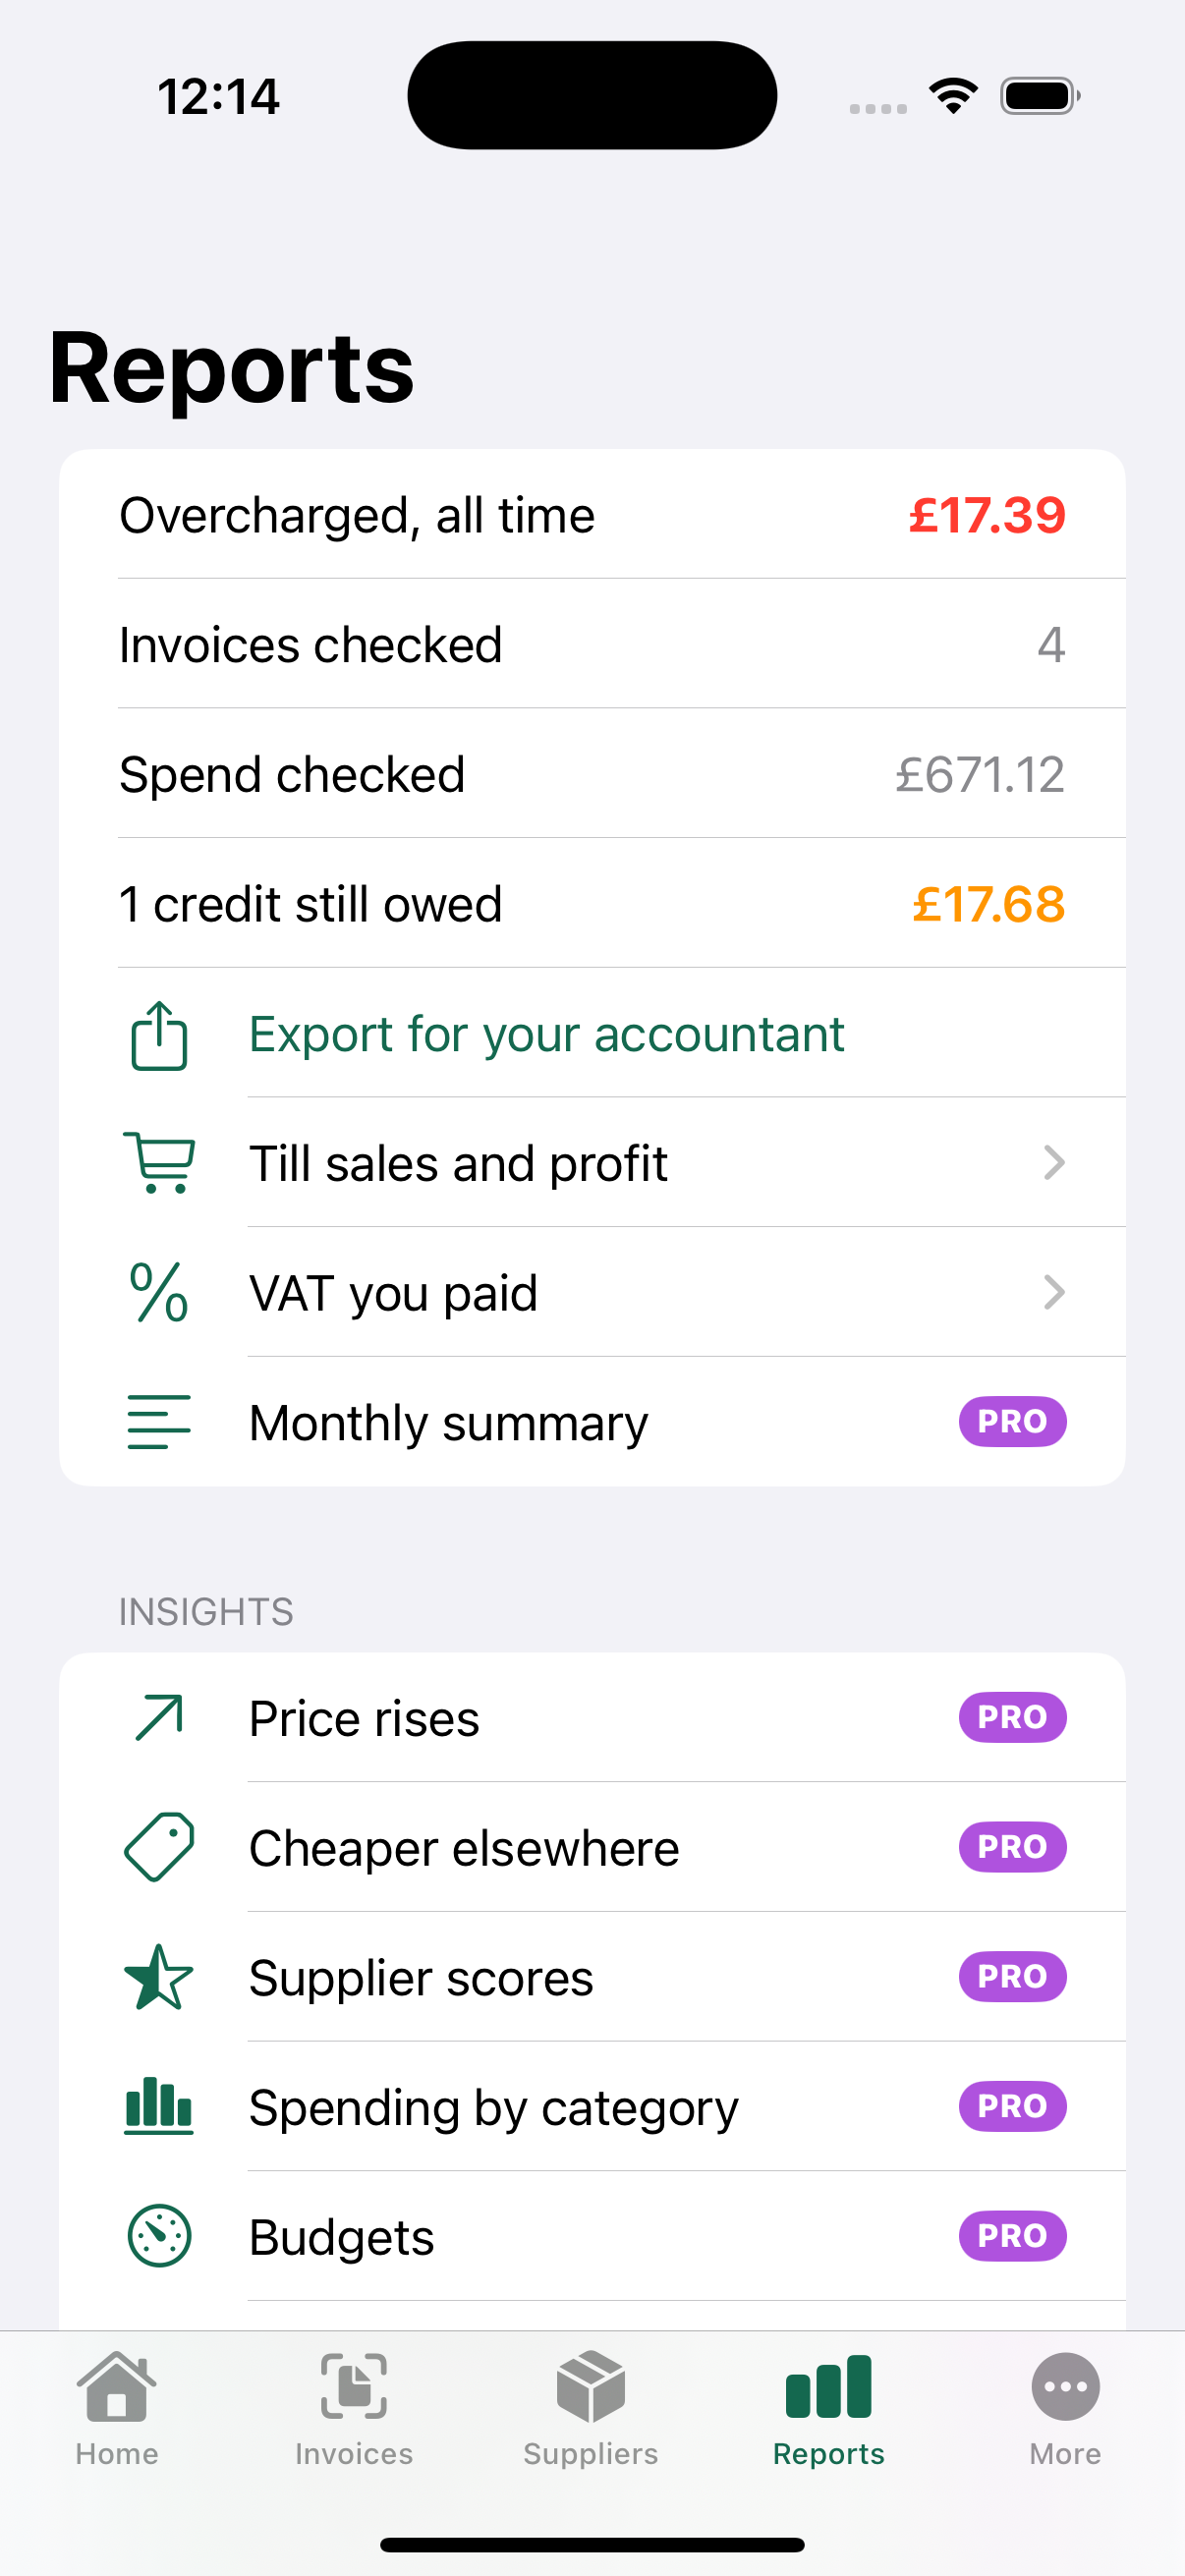 12:14
Reports
Overcharged, all time £17.39
Invoices checked 4
Spend checked £671.12
1 credit still owed £17.68
Export for your accountant
Till sales and profit
VAT you paid
Monthly summary PRO
INSIGHTS
Price rises PRO
Cheaper elsewhere PRO
Supplier scores PRO
Spending by category PRO
Budgets PRO
Home Invoices Suppliers Reports More